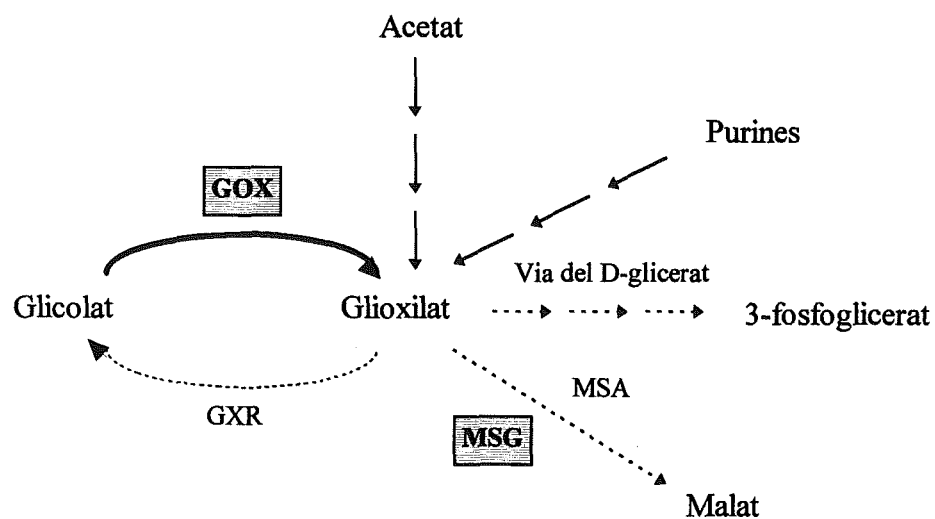 Acetat
Purines
GOX
Via del D-glicerat
Glicolat
Glioxilat
3-fosfoglicerat
MSA
GXR
MSG
Malat